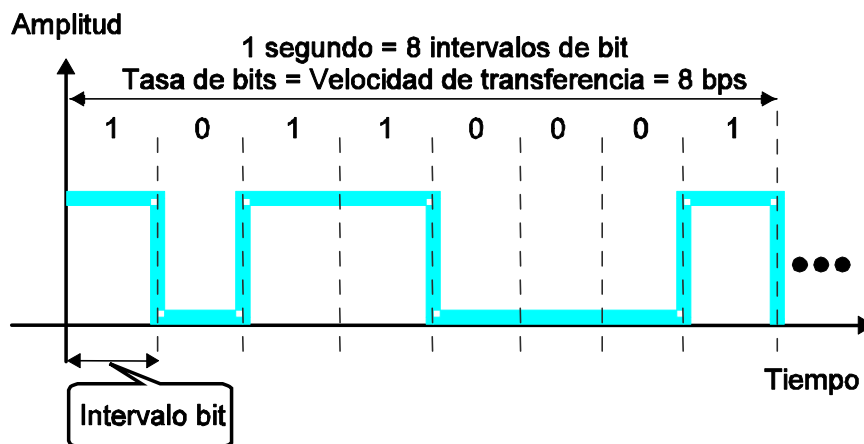 Amplitud
1 segundo = 8 intervalos de bit
Tasa de bits = Velocidad de transferencia = 8 bps
1 0 1 1 0 0 0 1
Tiempo
Intervalo bit